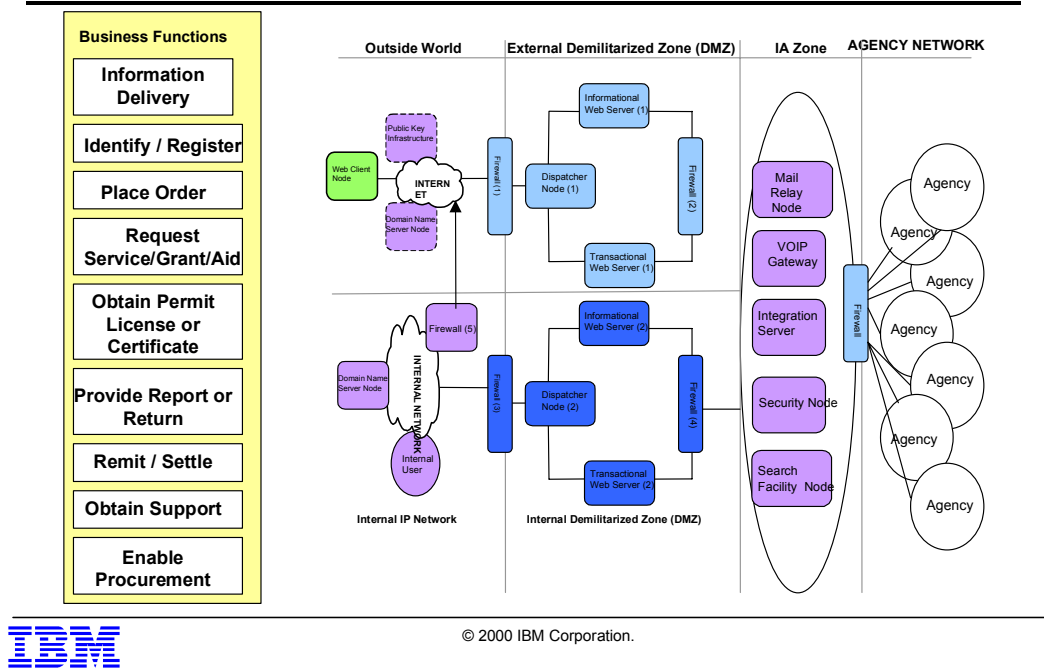 Business Functions
Information
Delivery
Identify / Register
Place Order
Request
Service/Grant/Aid
Obtain Permit
License or
Certificate
Provide Report or
Return
Remit / Settle
Obtain Support
Enable
Procurement
Outside World
External Demilitarized Zone (DMZ)
IA Zone
AGENCY NETWORK
Public Key
Infrastructure
Web Client
Node
INTERN
ET
Domain Name
Server Node
Firewall (1)
Dispatcher
Node (1)
Informational
Web Server (1)
Transactional
Web Server (1)
Firewall (2)
Firewall (5)
Domain Name
Server Node
INTERNAL NETWORK
Internal
User
Internal IP Network
Firewall (3)
Dispatcher
Node (2)
Informational
Web Server (2)
Transactional
Web Server (2)
Firewall (4)
Internal Demilitarized Zone (DMZ)
Mail
Relay
Node
VOIP
Gateway
Integration
Server
Security Node
Search
Facility Node
Firewall
Agency
Agency
Agency
Agency
Agency
Agency
Agency
IBM
© 2000 IBM Corporation.